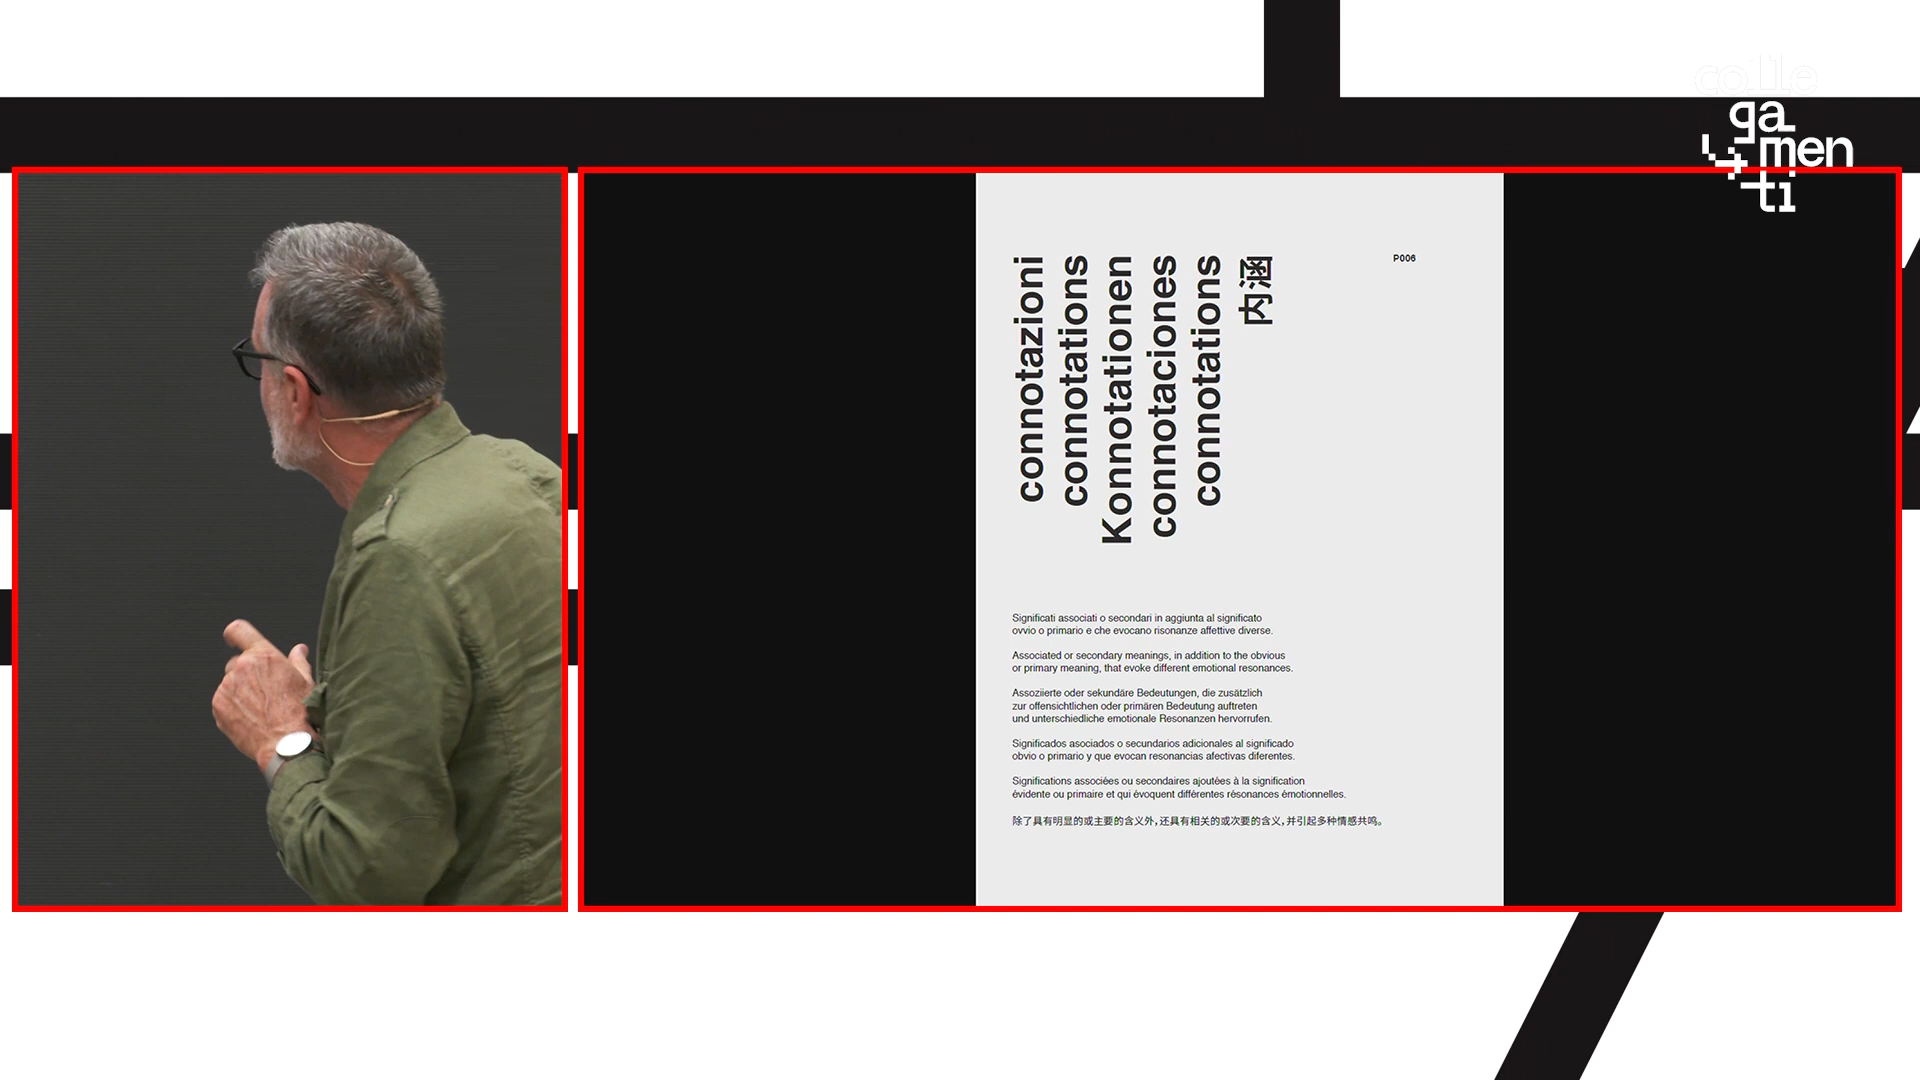 colle
ga
men
ti
connotazioni
connotations
Konnotationen
connotaciones
connotations
内涵
P006
Significati associati o secondari in aggiunta al significato
ovvio o primario e che evocano risonanze affettive diverse.
Associated or secondary meanings, in addition to the obvious
or primary meaning, that evoke different emotional resonances.
Assoziierte oder sekundäre Bedeutungen, die zusätzlich
zur offensichtlichen oder primären Bedeutung auftreten
und unterschiedliche emotionale Resonanzen hervorrufen.
Significados asociados o secundarios adicionales al significado
obvio o primario y que evocan resonancias afectivas diferentes.
Significations associées ou secondaires ajoutées à la signification
évidente ou primaire et qui évoquent différentes résonances émotionnelles.
除了具有明显的或主要的含义外,还具有相关的或次要的含义,并引起多种情感共鸣。